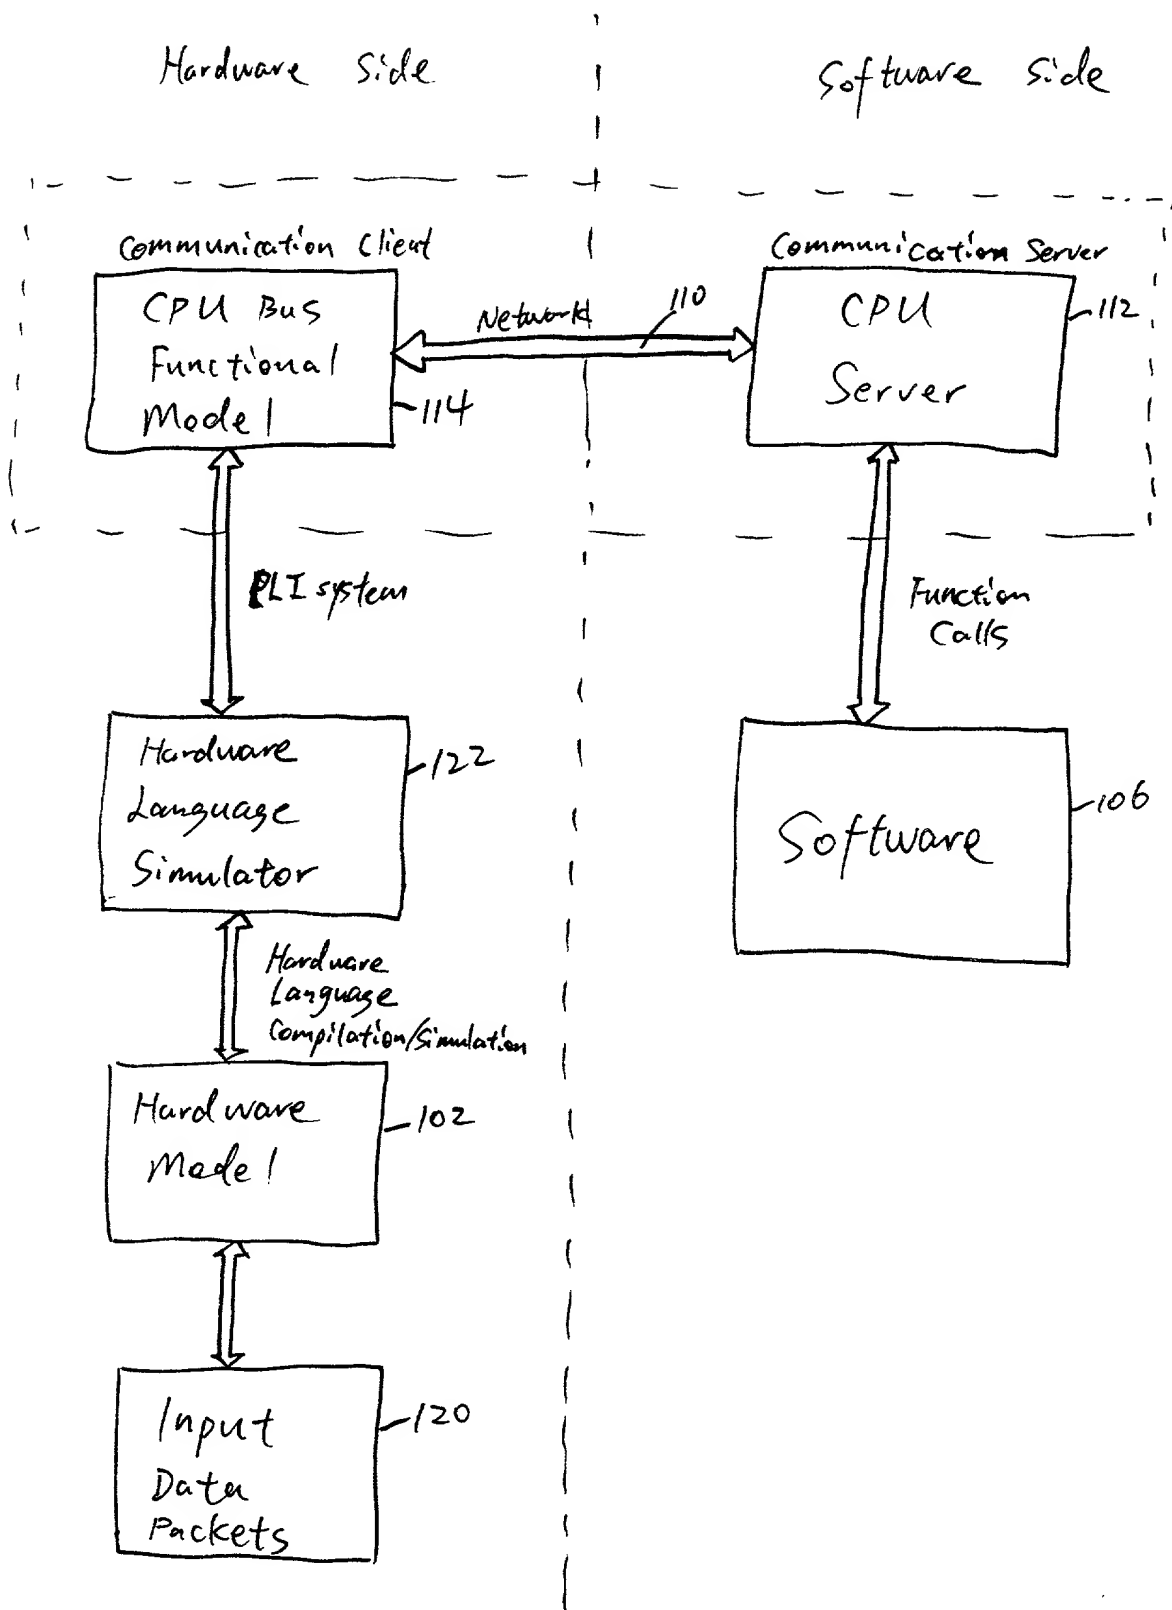 Hardware Side
Software Side
Communication Client
CPU Bus
Functional
Model
114
Network
110
Communication Server
CPU
Server
112
PLI system
Function
Calls
Hardware
Language
Simulator
122
Software
106
Hardware
Language
Compilation/Simulation
Hardware
Model
102
Input
Data
Packets
120